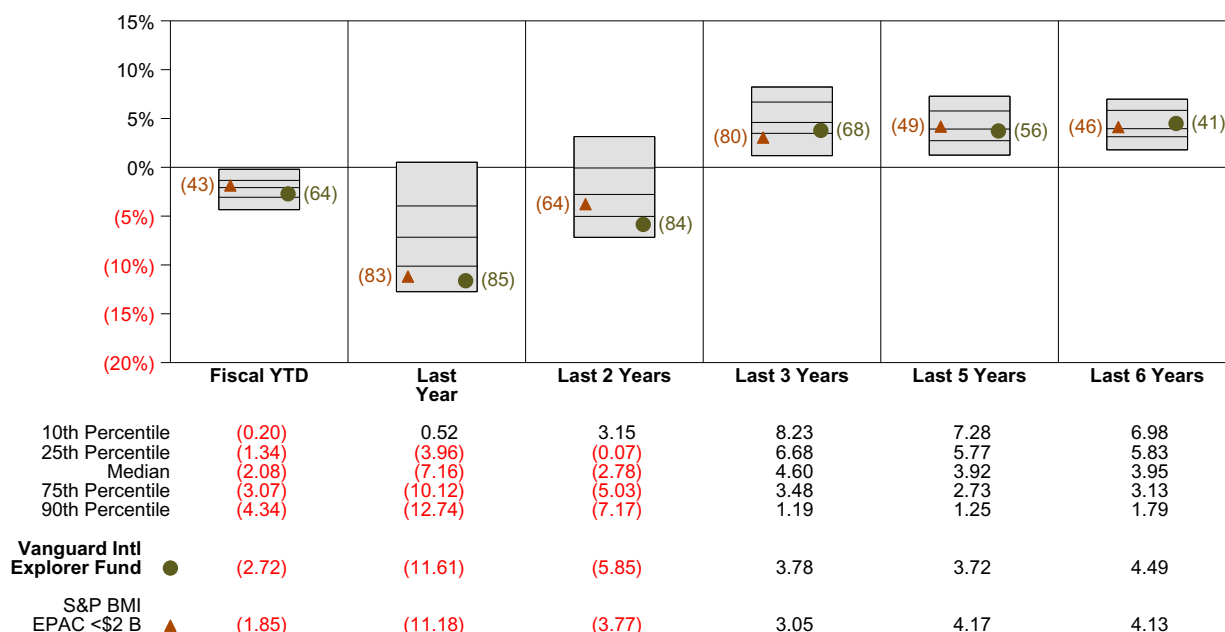 15%
10%
5%
0%
(5%)
(10%)
(15%)
(20%)
(43) (64)
(83) (85)
(64) (84)
(80) (68)
(49) (56)
(46) (41)
Fiscal YTD Last Year Last 2 Years Last 3 Years Last 5 Years Last 6 Years
10th Percentile (0.20) 0.52 3.15 8.23 7.28 6.98
25th Percentile (1.34) (3.96) (0.07) 6.68 5.77 5.83
Median (2.08) (7.16) (2.78) 4.60 3.92 3.95
75th Percentile (3.07) (10.12) (5.03) 3.48 2.73 3.13
90th Percentile (4.34) (12.74) (7.17) 1.19 1.25 1.79
Vanguard Intl
Explorer Fund (2.72) (11.61) (5.85) 3.78 3.72 4.49
S&P BMI
EPAC <$2 B (1.85) (11.18) (3.77) 3.05 4.17 4.13